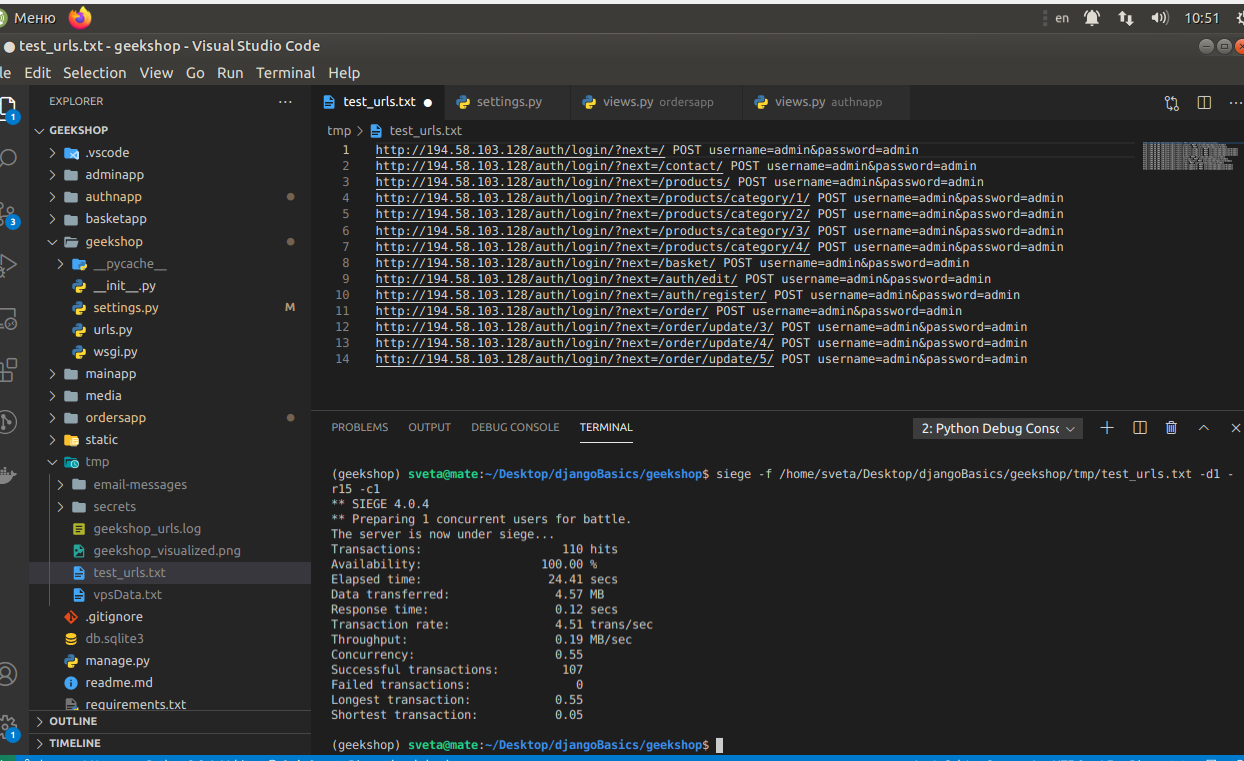 Меню en 10:51
test_urls.txt - geekshop - Visual Studio Code
Edit Selection View Go Run Terminal Help
EXPLORER ... test_urls.txt settings.py views.py ordersapp views.py authnapp
GEEKSHOP
tmp > test_urls.txt
.vscode
adminapp
authnapp
basketapp
geekshop
__pycache__
__init__.py
settings.py M
urls.py
wsgi.py
mainapp
media
ordersapp
static
tmp
email-messages
secrets
geekshop_urls.log
geekshop_visualized.png
test_urls.txt
vpsData.txt
.gitignore
db.sqlite3
manage.py
readme.md
requirements.txt
OUTLINE
TIMELINE
1
3
1
1 http://194.58.103.128/auth/login/?next=/ POST username=admin&password=admin
2 http://194.58.103.128/auth/login/?next=/contact/ POST username=admin&password=admin
3 http://194.58.103.128/auth/login/?next=/products/ POST username=admin&password=admin
4 http://194.58.103.128/auth/login/?next=/products/category/1/ POST username=admin&password=admin
5 http://194.58.103.128/auth/login/?next=/products/category/2/ POST username=admin&password=admin
6 http://194.58.103.128/auth/login/?next=/products/category/3/ POST username=admin&password=admin
7 http://194.58.103.128/auth/login/?next=/products/category/4/ POST username=admin&password=admin
8 http://194.58.103.128/auth/login/?next=/basket/ POST username=admin&password=admin
9 http://194.58.103.128/auth/login/?next=/auth/edit/ POST username=admin&password=admin
10 http://194.58.103.128/auth/login/?next=/auth/register/ POST username=admin&password=admin
11 http://194.58.103.128/auth/login/?next=/order/ POST username=admin&password=admin
12 http://194.58.103.128/auth/login/?next=/order/update/3/ POST username=admin&password=admin
13 http://194.58.103.128/auth/login/?next=/order/update/4/ POST username=admin&password=admin
14 http://194.58.103.128/auth/login/?next=/order/update/5/ POST username=admin&password=admin
PROBLEMS OUTPUT DEBUG CONSOLE TERMINAL 2: Python Debug Consc
(geekshop) sveta@mate:~/Desktop/djangoBasics/geekshop$ siege -f /home/sveta/Desktop/djangoBasics/geekshop/tmp/test_urls.txt -d1 -
r15 -c1
** SIEGE 4.0.4
** Preparing 1 concurrent users for battle.
The server is now under siege...
Transactions: 110 hits
Availability: 100.00 %
Elapsed time: 24.41 secs
Data transferred: 4.57 MB
Response time: 0.12 secs
Transaction rate: 4.51 trans/sec
Throughput: 0.19 MB/sec
Concurrency: 0.55
Successful transactions: 107
Failed transactions: 0
Longest transaction: 0.55
Shortest transaction: 0.05
(geekshop) sveta@mate:~/Desktop/djangoBasics/geekshop$